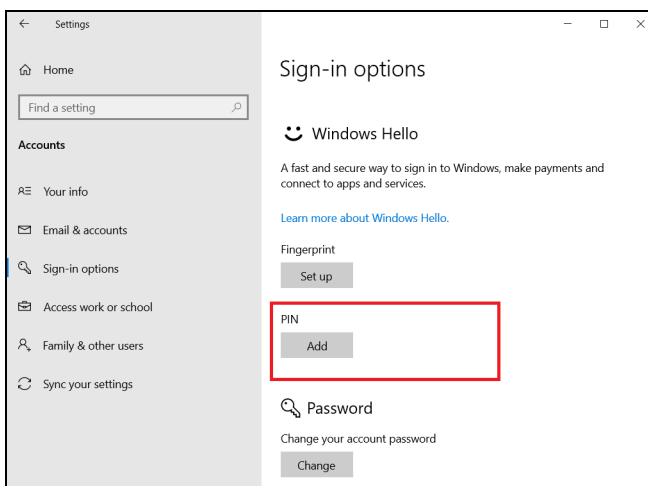 Settings
Home
Find a setting
Accounts
Your info
Email & accounts
Sign-in options
Access work or school
Family & other users
Sync your settings
Sign-in options
Windows Hello
A fast and secure way to sign in to Windows, make payments and
connect to apps and services.
Learn more about Windows Hello.
Fingerprint
Set up
PIN
Add
Password
Change your account password
Change